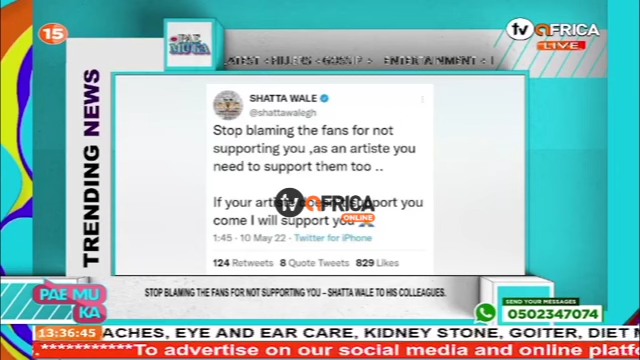 15
PAE
MU KA
tv aFRICA
LIVE
LATEST
ENTERTAINMENT
TRENDING NEWS
SHATTA WALE
@shattawalegh
Stop blaming the fans for not
supporting you ,as an artiste you
need to support them too ..
If your artiste doesn't support you
come I will support you
tv aFRICA
ONLINE
1:45 · 10 May 22 · Twitter for iPhone
124 Retweets 8 Quote Tweets 829 Likes
PAE MU
KA
STOP BLAMING THE FANS FOR NOT SUPPORTING YOU – SHATTA WALE TO HIS COLLEAGUES.
SEND YOUR MESSAGES
0502347074
13:36:45
ACHES, EYE AND EAR CARE, KIDNEY STONE, GOITER, DIET
.***********To advertise on our social media and online